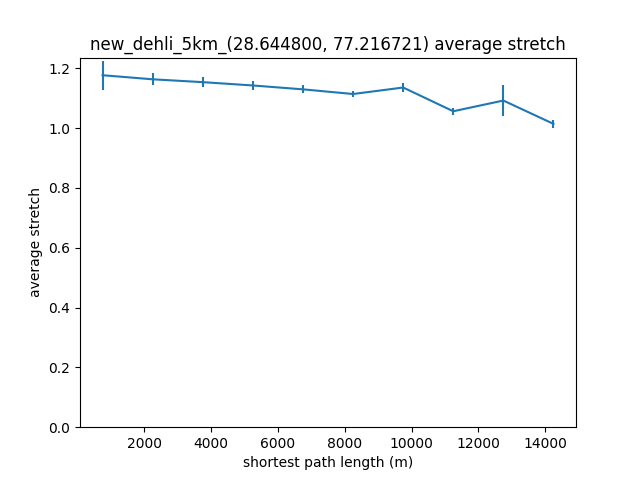 new_dehli_5km_(28.644800, 77.216721) average stretch
1.2
1.0
0.8
0.6
0.4
0.2
0.0
average stretch
2000 4000 6000 8000 10000 12000 14000
shortest path length (m)